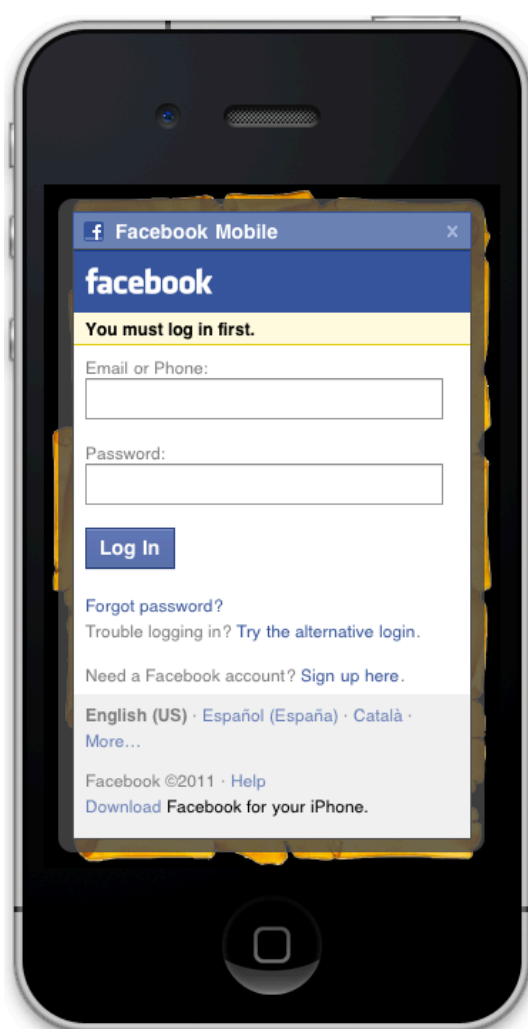 f Facebook Mobile x
facebook
You must log in first.
Email or Phone:
Password:
Log In
Forgot password?
Trouble logging in? Try the alternative login.
Need a Facebook account? Sign up here.
English (US) · Español (España) · Català ·
More…
Facebook ©2011 · Help
Download Facebook for your iPhone.